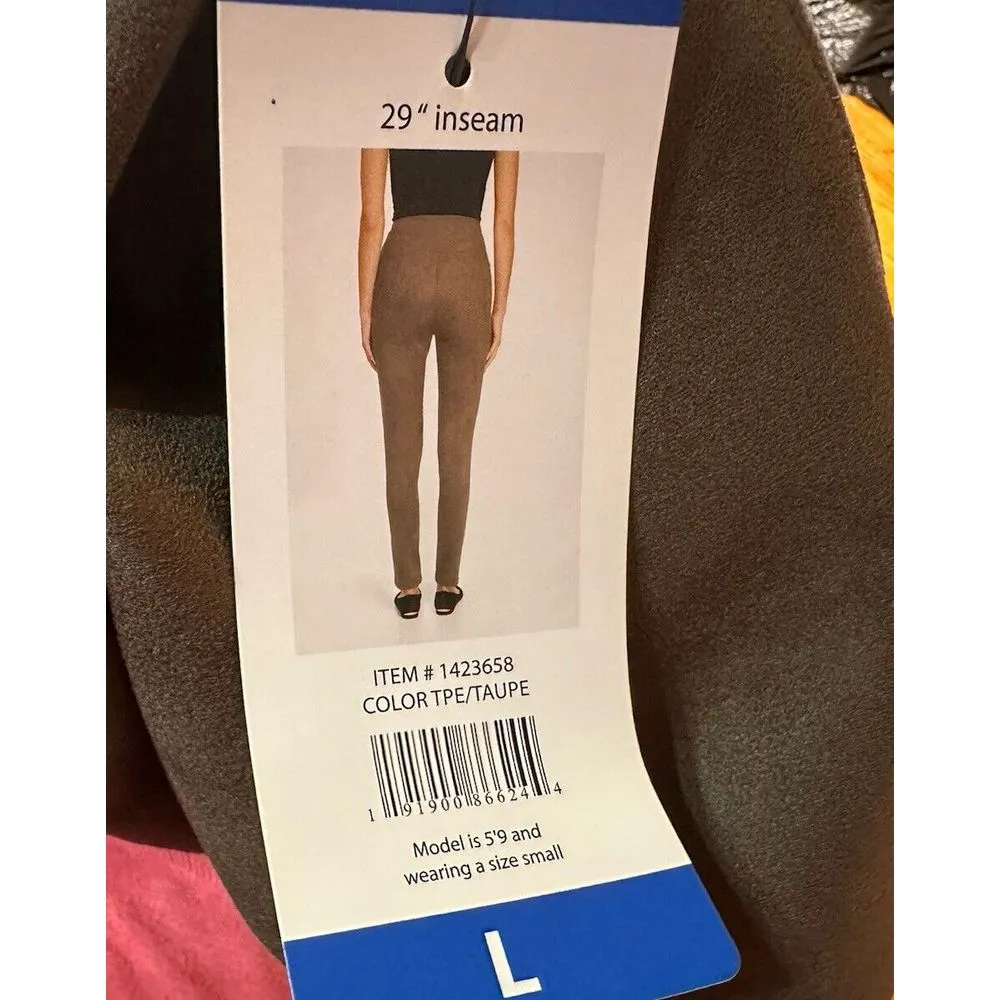 29" inseam
ITEM # 1423658
COLOR TPE/TAUPE
1 91900 86624 4
Model is 5'9 and
wearing a size small
L